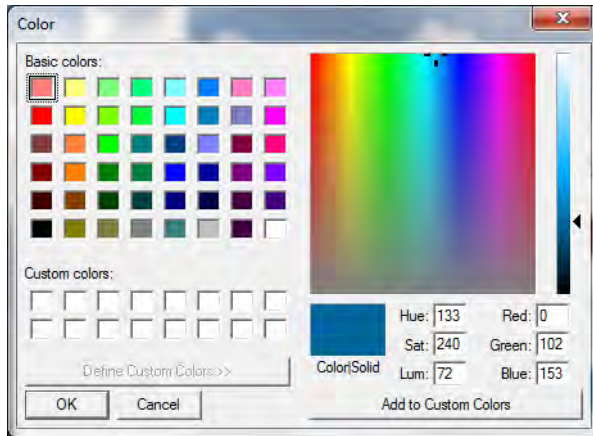 Color
Basic colors:
Custom colors:
Define Custom Colors >>
OK Cancel
Color|Solid
Hue: 133 Red: 0
Sat: 240 Green: 102
Lum: 72 Blue: 153
Add to Custom Colors